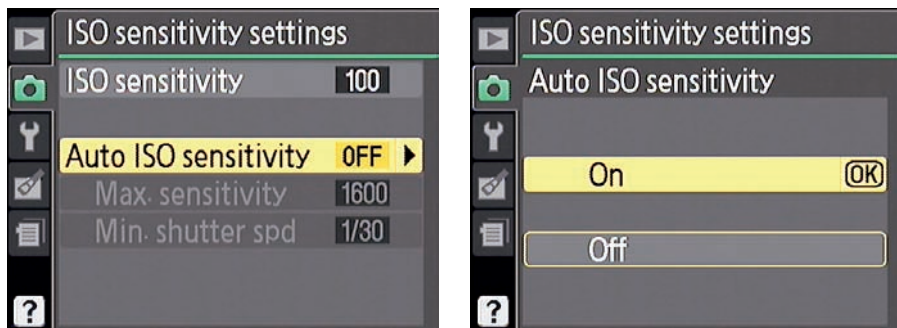 ISO sensitivity settings
ISO sensitivity 100
Auto ISO sensitivity OFF
Max. sensitivity 1600
Min. shutter spd 1/30
?
ISO sensitivity settings
Auto ISO sensitivity
On OK
Off
?